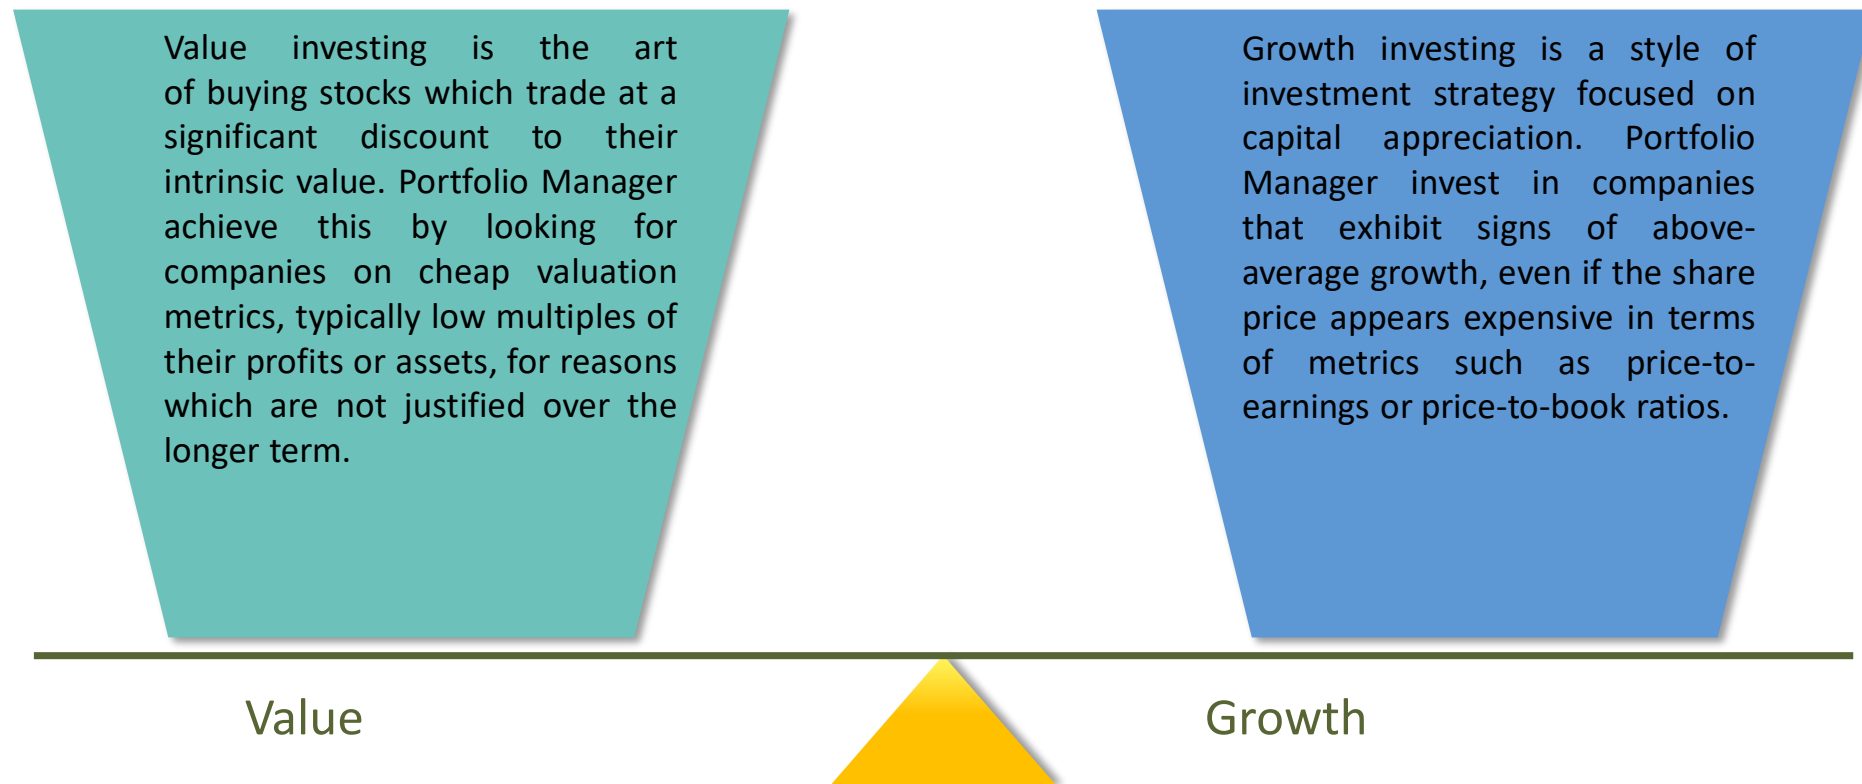 Value investing is the art
of buying stocks which trade at a
significant discount to their
intrinsic value. Portfolio Manager
achieve this by looking for
companies on cheap valuation
metrics, typically low multiples of
their profits or assets, for reasons
which are not justified over the
longer term.
Growth investing is a style of
investment strategy focused on
capital appreciation. Portfolio
Manager invest in companies
that exhibit signs of above-
average growth, even if the share
price appears expensive in terms
of metrics such as price-to-
earnings or price-to-book ratios.
Value
Growth